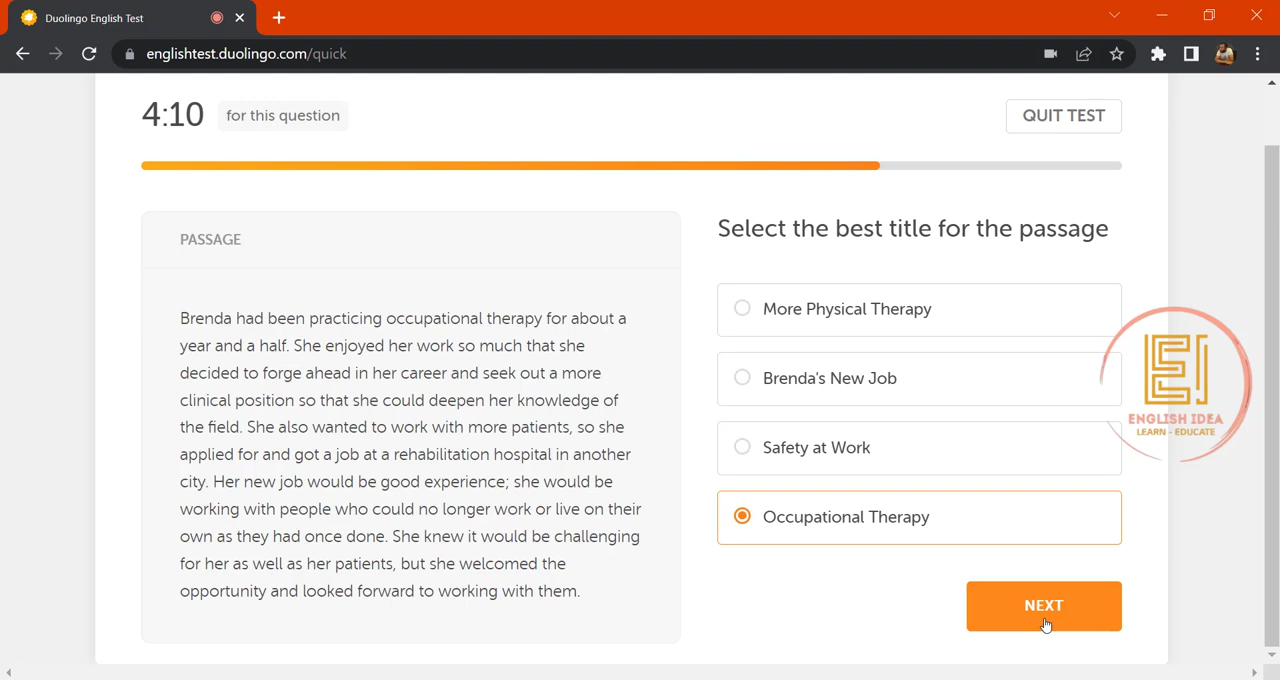 Duolingo English Test
englishtest.duolingo.com/quick
4:10 for this question
QUIT TEST
PASSAGE
Brenda had been practicing occupational therapy for about a
year and a half. She enjoyed her work so much that she
decided to forge ahead in her career and seek out a more
clinical position so that she could deepen her knowledge of
the field. She also wanted to work with more patients, so she
applied for and got a job at a rehabilitation hospital in another
city. Her new job would be good experience; she would be
working with people who could no longer work or live on their
own as they had once done. She knew it would be challenging
for her as well as her patients, but she welcomed the
opportunity and looked forward to working with them.
Select the best title for the passage
More Physical Therapy
Brenda's New Job
Safety at Work
Occupational Therapy
NEXT
EI
ENGLISH IDEA
LEARN - EDUCATE